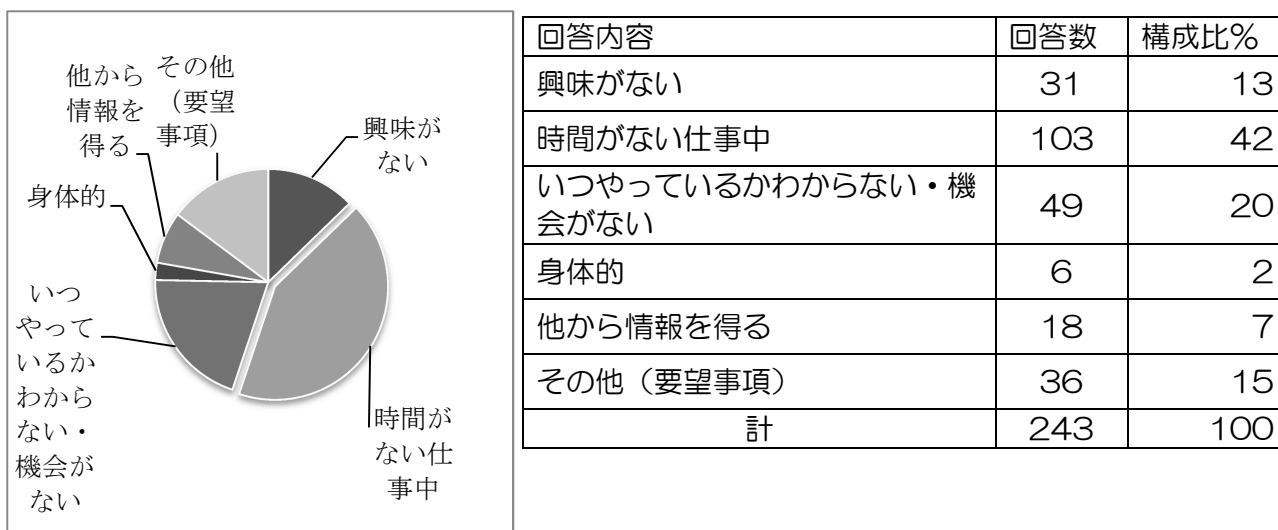 その他
（要望
事項）
他から
情報を
得る
身体的
いつ
やって
いるか
わから
ない・
機会が
ない
興味が
ない
時間が
ない仕
事中
回答内容 回答数 構成比%
興味がない 31 13
時間がない仕事中 103 42
いつやっているかわからない・機
会がない 49 20
身体的 6 2
他から情報を得る 18 7
その他（要望事項） 36 15
計 243 100